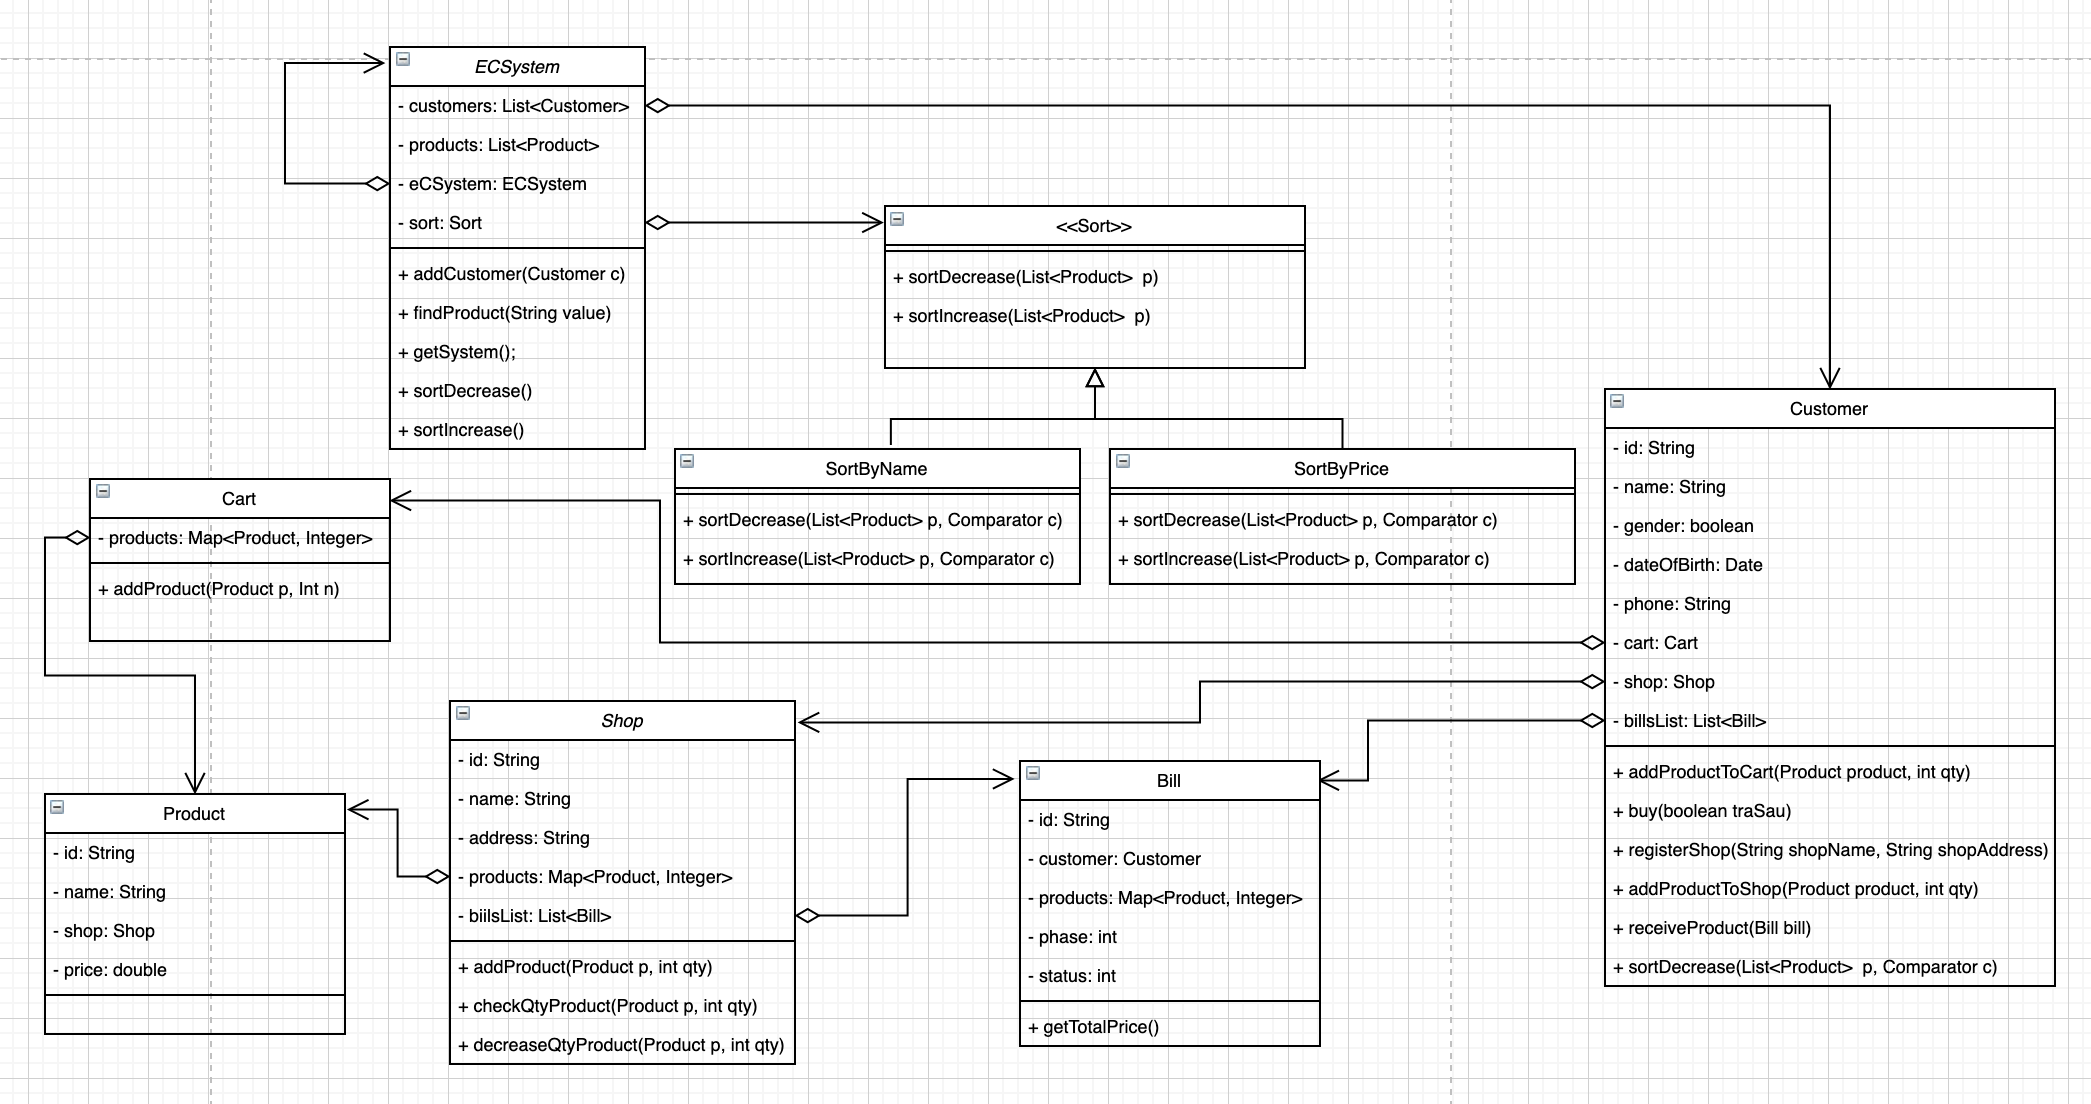 ECSystem
- customers: List<Customer>
- products: List<Product>
- eCSystem: ECSystem
- sort: Sort
+ addCustomer(Customer c)
+ findProduct(String value)
+ getSystem();
+ sortDecrease()
+ sortIncrease()
<<Sort>>
+ sortDecrease(List<Product>  p)
+ sortIncrease(List<Product>  p)
SortByName
+ sortDecrease(List<Product> p, Comparator c)
+ sortIncrease(List<Product> p, Comparator c)
SortByPrice
+ sortDecrease(List<Product> p, Comparator c)
+ sortIncrease(List<Product> p, Comparator c)
Customer
- id: String
- name: String
- gender: boolean
- dateOfBirth: Date
- phone: String
- cart: Cart
- shop: Shop
- billsList: List<Bill>
+ addProductToCart(Product product, int qty)
+ buy(boolean traSau)
+ registerShop(String shopName, String shopAddress)
+ addProductToShop(Product product, int qty)
+ receiveProduct(Bill bill)
+ sortDecrease(List<Product>  p, Comparator c)
Cart
- products: Map<Product, Integer>
+ addProduct(Product p, Int n)
Product
- id: String
- name: String
- shop: Shop
- price: double
Shop
- id: String
- name: String
- address: String
- products: Map<Product, Integer>
- biilsList: List<Bill>
+ addProduct(Product p, int qty)
+ checkQtyProduct(Product p, int qty)
+ decreaseQtyProduct(Product p, int qty)
Bill
- id: String
- customer: Customer
- products: Map<Product, Integer>
- phase: int
- status: int
+ getTotalPrice()